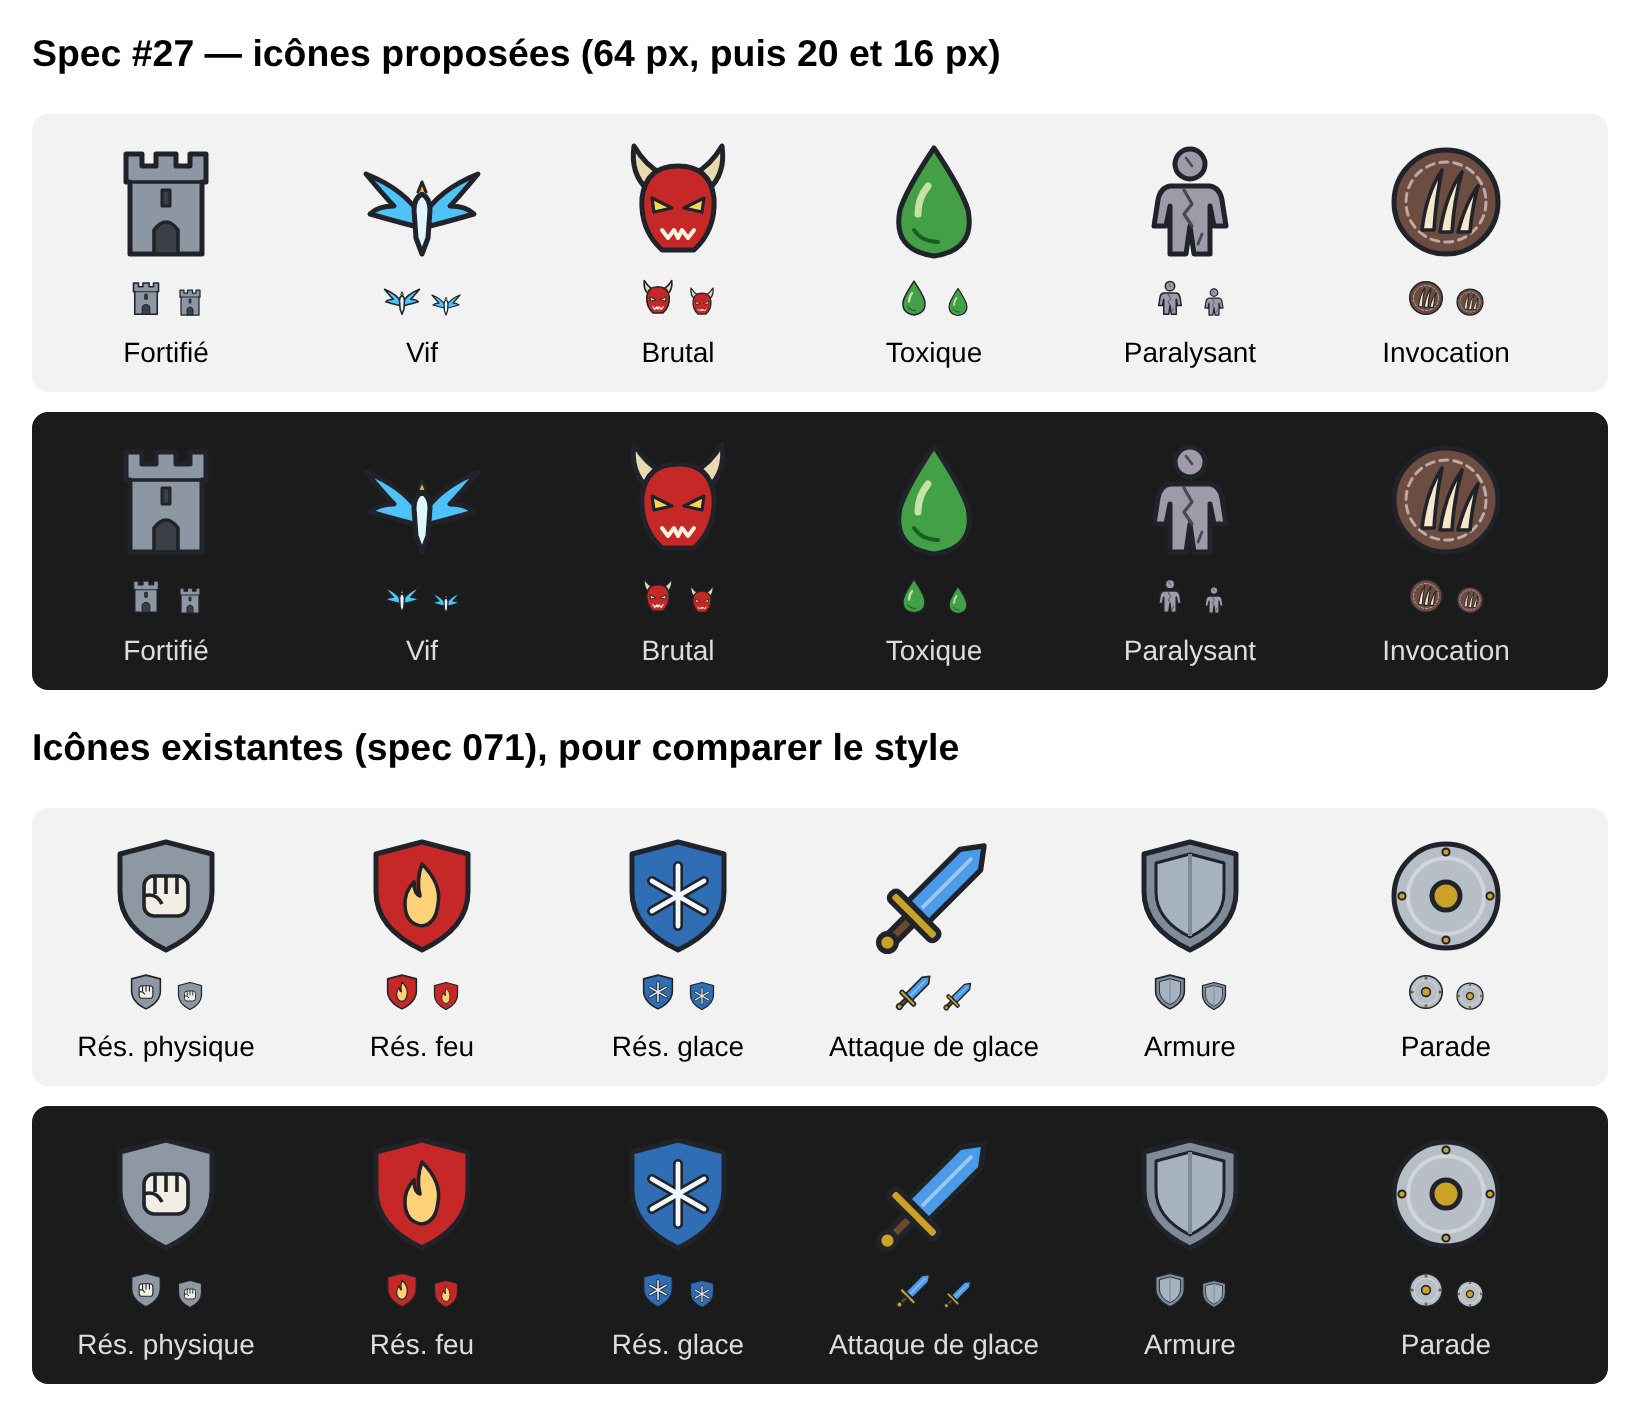 Spec #27 — icônes proposées (64 px, puis 20 et 16 px)
Fortifié Vif Brutal Toxique Paralysant Invocation
Fortifié Vif Brutal Toxique Paralysant Invocation
Icônes existantes (spec 071), pour comparer le style
Rés. physique Rés. feu Rés. glace Attaque de glace Armure Parade
Rés. physique Rés. feu Rés. glace Attaque de glace Armure Parade